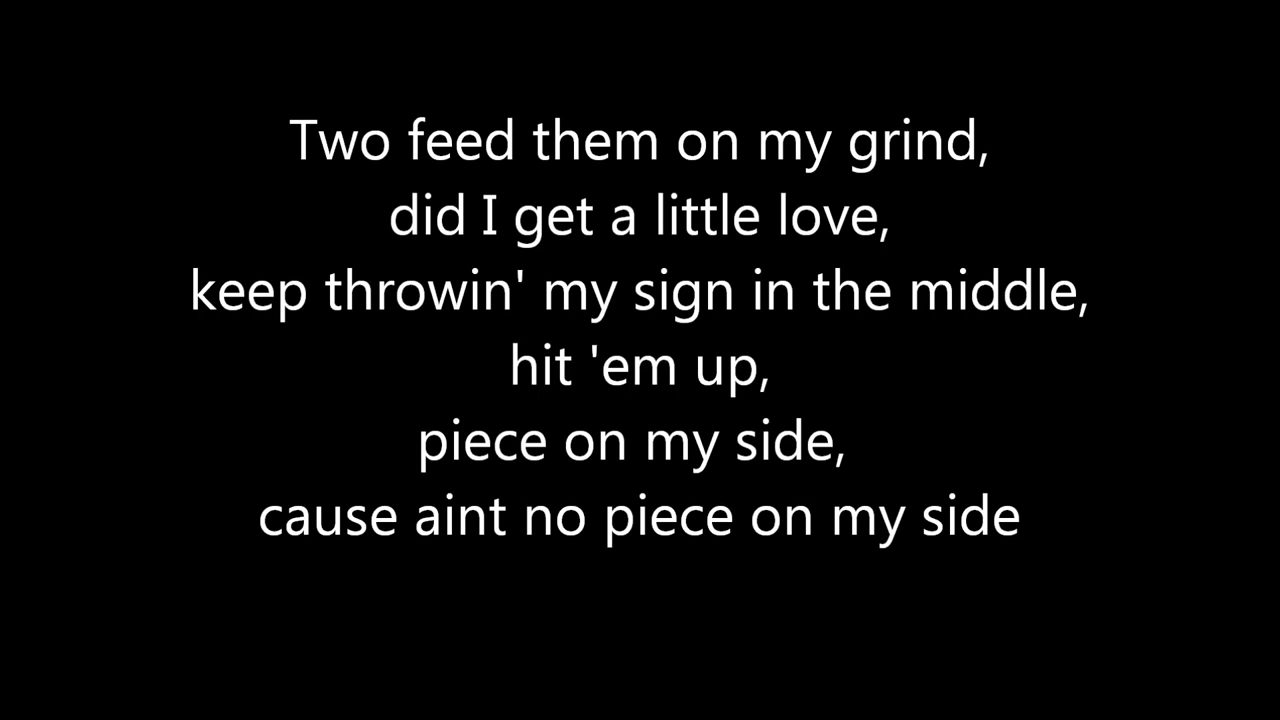 Two feed them on my grind,
did I get a little love,
keep throwin' my sign in the middle,
hit 'em up,
piece on my side,
cause aint no piece on my side